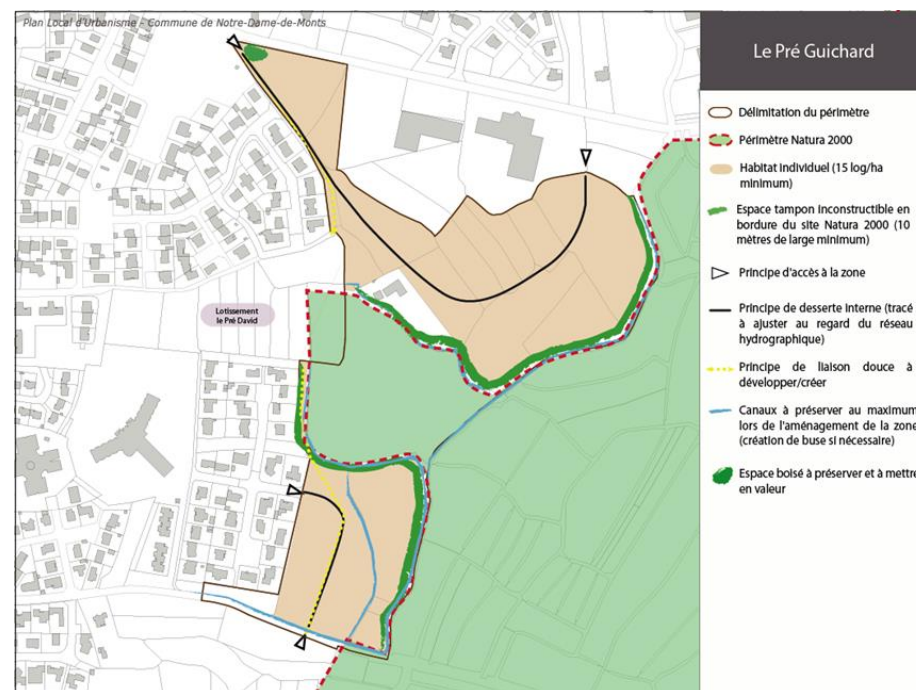 Plan Local d'Urbanisme - Commune de Notre-Dame-de-Monts
Le Pré Guichard
Délimitation du périmètre
Périmètre Natura 2000
Habitat individuel (15 log/ha
minimum)
Espace tampon inconstructible en
bordure du site Natura 2000 (10
mètres de large minimum)
Principe d'accès à la zone
Principe de desserte interne (tracé
à ajuster au regard du réseau
hydrographique)
Principe de liaison douce à
développer/créer
Canaux à préserver au maximum
lors de l'aménagement de la zone
(création de buse si nécessaire)
Espace boisé à préserver et à mettre
en valeur
Lotissement
le Pré David